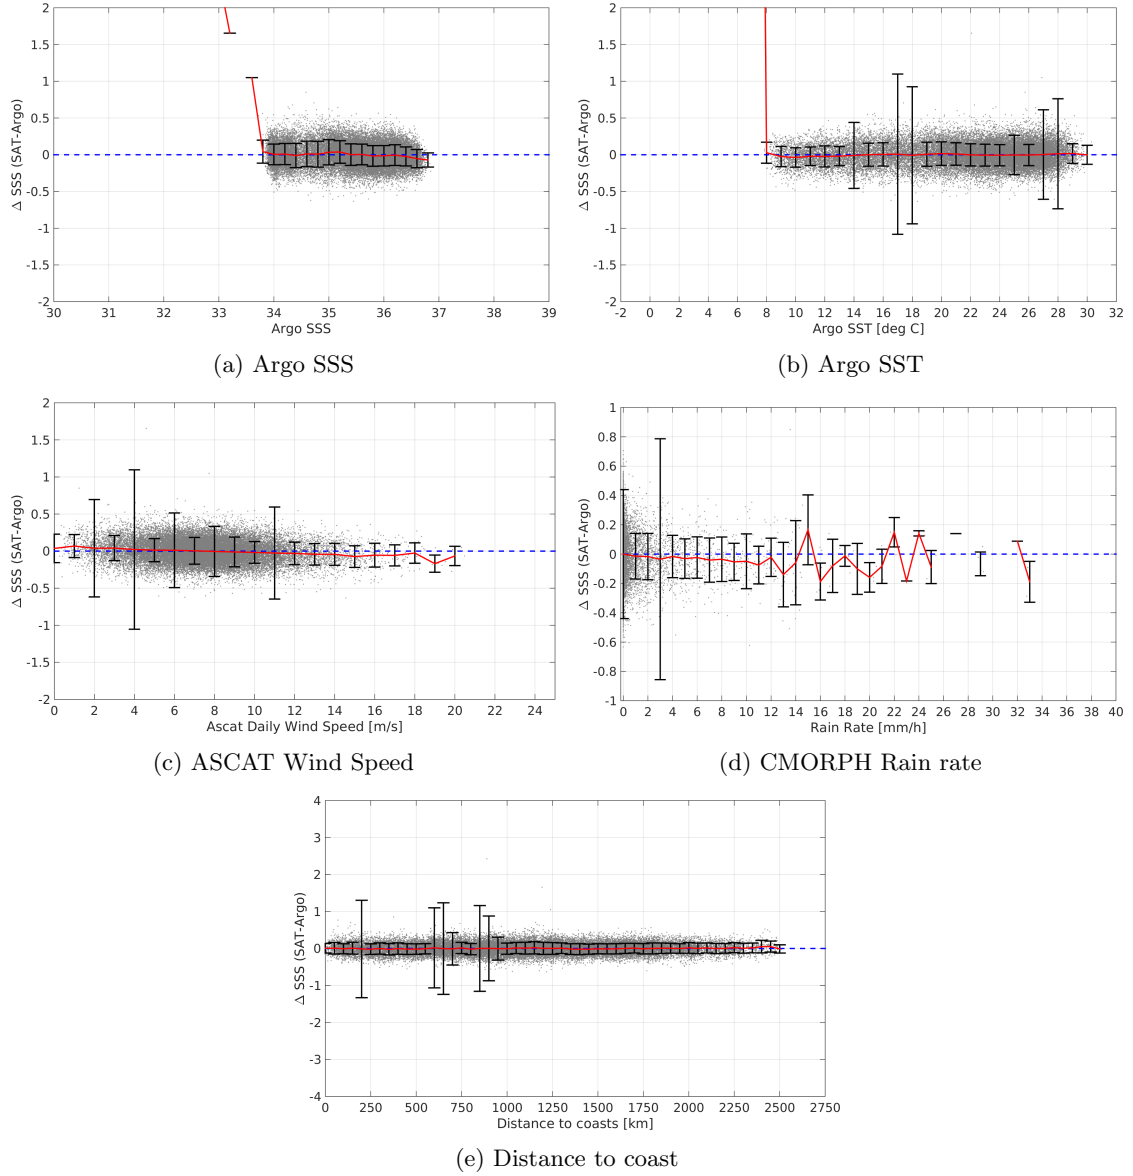 2
1.5
1
0.5
0
-0.5
-1
-1.5
-2
Δ SSS (SAT-Argo)
30 31 32 33 34 35 36 37 38 39
Argo SSS
(a) Argo SSS
2
1.5
1
0.5
0
-0.5
-1
-1.5
-2
Δ SSS (SAT-Argo)
-2 0 2 4 6 8 10 12 14 16 18 20 22 24 26 28 30 32
Argo SST [deg C]
(b) Argo SST
2
1.5
1
0.5
0
-0.5
-1
-1.5
-2
Δ SSS (SAT-Argo)
0 2 4 6 8 10 12 14 16 18 20 22 24
Ascat Daily Wind Speed [m/s]
(c) ASCAT Wind Speed
1
0.8
0.6
0.4
0.2
0
-0.2
-0.4
-0.6
-0.8
-1
Δ SSS (SAT-Argo)
0 2 4 6 8 10 12 14 16 18 20 22 24 26 28 30 32 34 36 38 40
Rain Rate [mm/h]
(d) CMORPH Rain rate
4
3
2
1
0
-1
-2
-3
-4
Δ SSS (SAT-Argo)
0 250 500 750 1000 1250 1500 1750 2000 2250 2500 2750
Distance to coasts [km]
(e) Distance to coast